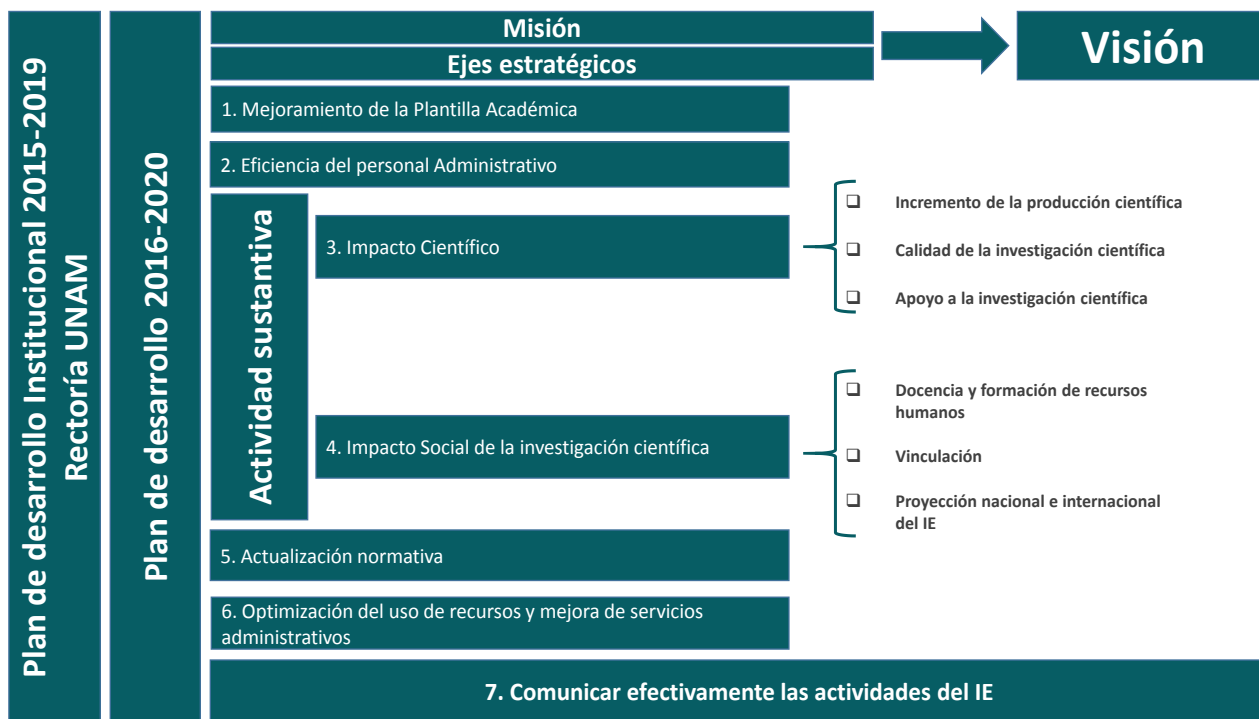 Plan de desarrollo Institucional 2015-2019
Rectoría UNAM
Plan de desarrollo 2016-2020
Misión
Ejes estratégicos
Visión
1. Mejoramiento de la Plantilla Académica
2. Eficiencia del personal Administrativo
Actividad sustantiva
3. Impacto Científico
Incremento de la producción científica
Calidad de la investigación científica
Apoyo a la investigación científica
4. Impacto Social de la investigación científica
Docencia y formación de recursos
humanos
Vinculación
Proyección nacional e internacional
del IE
5. Actualización normativa
6. Optimización del uso de recursos y mejora de servicios
administrativos
7. Comunicar efectivamente las actividades del IE